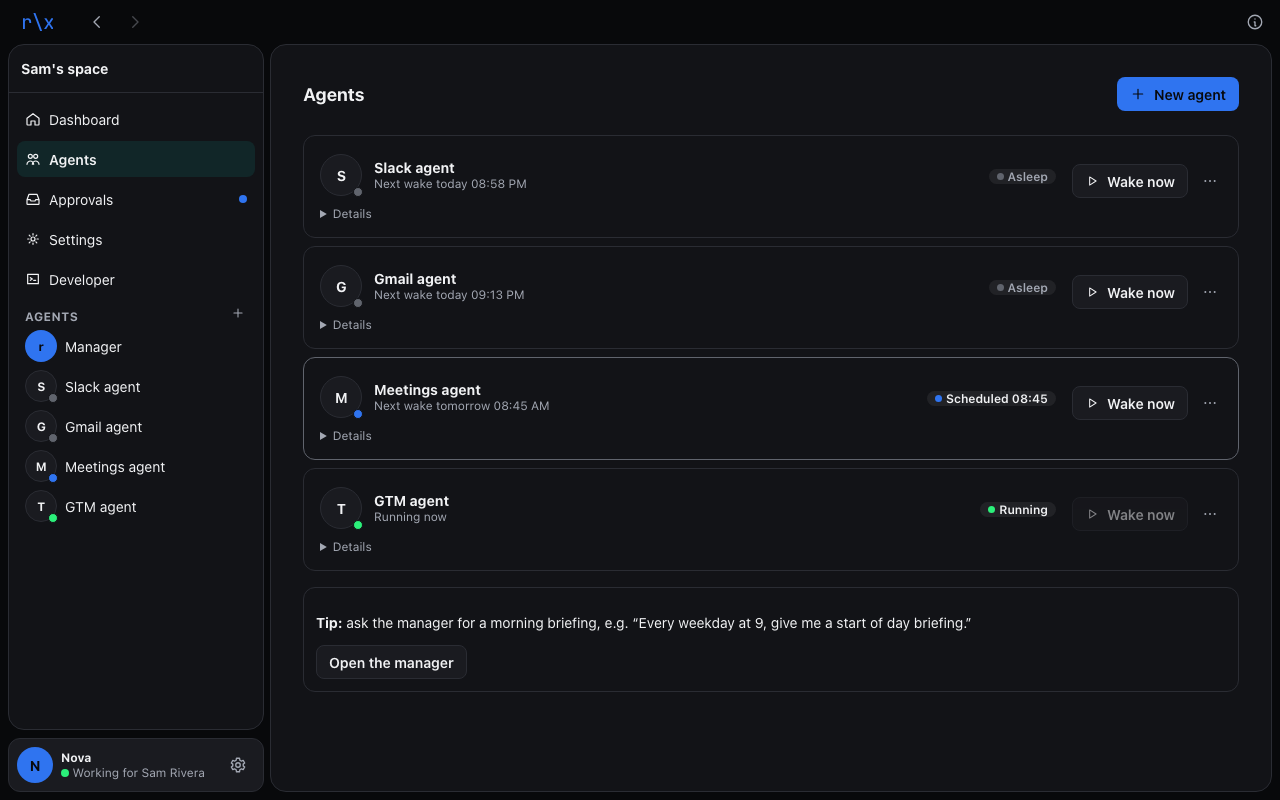 r\x
Sam's space
Dashboard
Agents
Approvals
Settings
Developer
AGENTS
r Manager
S Slack agent
G Gmail agent
M Meetings agent
T GTM agent
N
Nova
Working for Sam Rivera
Agents
New agent
S
Slack agent
Next wake today 08:58 PM
Asleep
Wake now
Details
G
Gmail agent
Next wake today 09:13 PM
Asleep
Wake now
Details
M
Meetings agent
Next wake tomorrow 08:45 AM
Scheduled 08:45
Wake now
Details
T
GTM agent
Running now
Running
Wake now
Details
Tip: ask the manager for a morning briefing, e.g. “Every weekday at 9, give me a start of day briefing.”
Open the manager